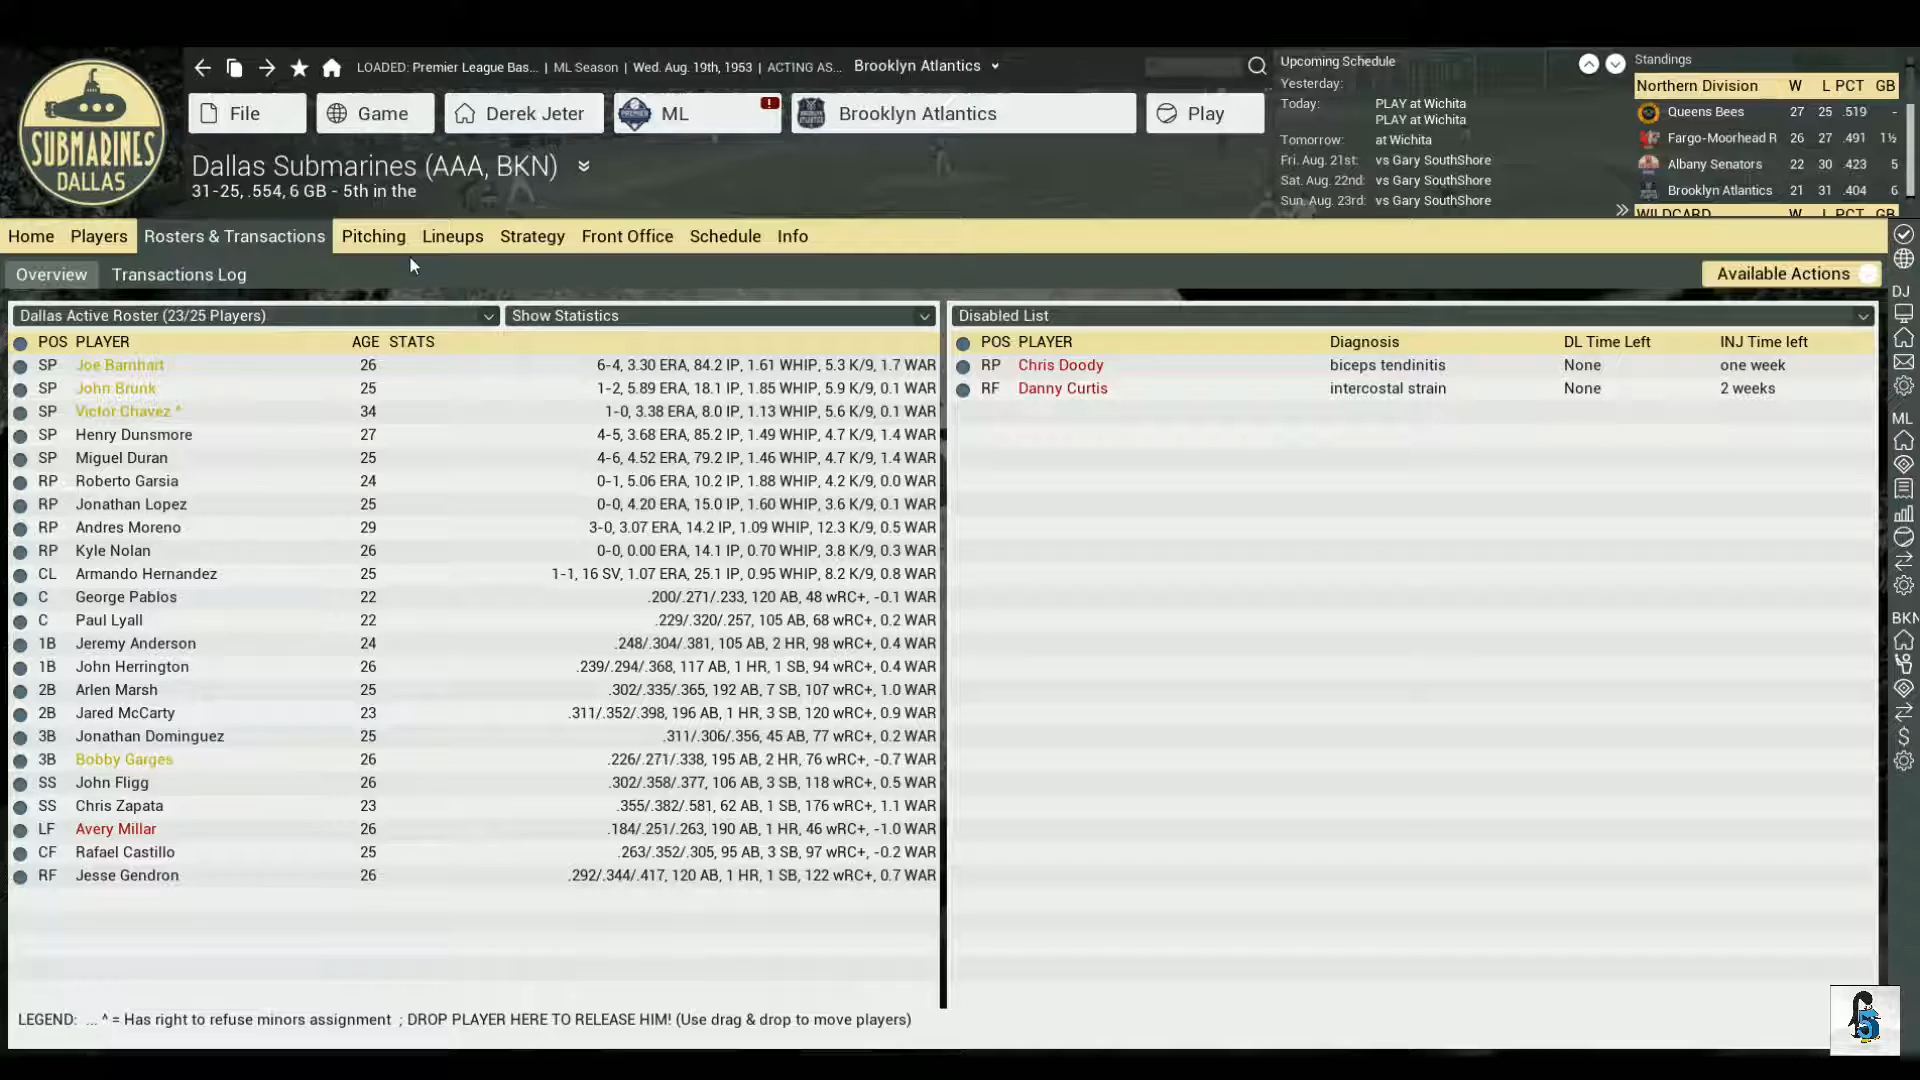 SUBMARINES
DALLAS
LOADED: Premier League Bas... | ML Season | Wed. Aug. 19th, 1953 | ACTING AS... Brooklyn Atlantics
File Game Derek Jeter ML ! Brooklyn Atlantics Play
Dallas Submarines (AAA, BKN)
31-25, .554, 6 GB - 5th in the
Upcoming Schedule
Yesterday:
Today: PLAY at Wichita
PLAY at Wichita
Tomorrow: at Wichita
Fri. Aug. 21st: vs Gary SouthShore
Sat. Aug. 22nd: vs Gary SouthShore
Sun. Aug. 23rd: vs Gary SouthShore
Standings
Northern Division W L PCT GB
Queens Bees 27 25 .519 -
Fargo-Moorhead R 26 27 .491 1½
Albany Senators 22 30 .423 5
Brooklyn Atlantics 21 31 .404 6
WILDCARD W L PCT GB
Home Players Rosters & Transactions Pitching Lineups Strategy Front Office Schedule Info
Overview Transactions Log Available Actions
Dallas Active Roster (23/25 Players) Show Statistics
POS PLAYER AGE STATS
SP Joe Barnhart 26 6-4, 3.30 ERA, 84.2 IP, 1.61 WHIP, 5.3 K/9, 1.7 WAR
SP John Brunk 25 1-2, 5.89 ERA, 18.1 IP, 1.85 WHIP, 5.9 K/9, 0.1 WAR
SP Victor Chavez ^ 34 1-0, 3.38 ERA, 8.0 IP, 1.13 WHIP, 5.6 K/9, 0.1 WAR
SP Henry Dunsmore 27 4-5, 3.68 ERA, 85.2 IP, 1.49 WHIP, 4.7 K/9, 1.4 WAR
SP Miguel Duran 25 4-6, 4.52 ERA, 79.2 IP, 1.46 WHIP, 4.7 K/9, 1.4 WAR
RP Roberto Garsia 24 0-1, 5.06 ERA, 10.2 IP, 1.88 WHIP, 4.2 K/9, 0.0 WAR
RP Jonathan Lopez 25 0-0, 4.20 ERA, 15.0 IP, 1.60 WHIP, 3.6 K/9, 0.1 WAR
RP Andres Moreno 29 3-0, 3.07 ERA, 14.2 IP, 1.09 WHIP, 12.3 K/9, 0.5 WAR
RP Kyle Nolan 26 0-0, 0.00 ERA, 14.1 IP, 0.70 WHIP, 3.8 K/9, 0.3 WAR
CL Armando Hernandez 25 1-1, 16 SV, 1.07 ERA, 25.1 IP, 0.95 WHIP, 8.2 K/9, 0.8 WAR
C George Pablos 22 .200/.271/.233, 120 AB, 48 wRC+, -0.1 WAR
C Paul Lyall 22 .229/.320/.257, 105 AB, 68 wRC+, 0.2 WAR
1B Jeremy Anderson 24 .248/.304/.381, 105 AB, 2 HR, 98 wRC+, 0.4 WAR
1B John Herrington 26 .239/.294/.368, 117 AB, 1 HR, 1 SB, 94 wRC+, 0.4 WAR
2B Arlen Marsh 25 .302/.335/.365, 192 AB, 7 SB, 107 wRC+, 1.0 WAR
2B Jared McCarty 23 .311/.352/.398, 196 AB, 1 HR, 3 SB, 120 wRC+, 0.9 WAR
3B Jonathan Dominguez 25 .311/.306/.356, 45 AB, 77 wRC+, 0.2 WAR
3B Bobby Garges 26 .226/.271/.338, 195 AB, 2 HR, 76 wRC+, -0.7 WAR
SS John Fligg 26 .302/.358/.377, 106 AB, 3 SB, 118 wRC+, 0.5 WAR
SS Chris Zapata 23 .355/.382/.581, 62 AB, 1 SB, 176 wRC+, 1.1 WAR
LF Avery Millar 26 .184/.251/.263, 190 AB, 1 HR, 46 wRC+, -1.0 WAR
CF Rafael Castillo 25 .263/.352/.305, 95 AB, 3 SB, 97 wRC+, -0.2 WAR
RF Jesse Gendron 26 .292/.344/.417, 120 AB, 1 HR, 1 SB, 122 wRC+, 0.7 WAR
Disabled List
POS PLAYER Diagnosis DL Time Left INJ Time left
RP Chris Doody biceps tendinitis None one week
RF Danny Curtis intercostal strain None 2 weeks
DJ
ML
BKN
LEGEND: ... ^ = Has right to refuse minors assignment ; DROP PLAYER HERE TO RELEASE HIM! (Use drag & drop to move players)
5